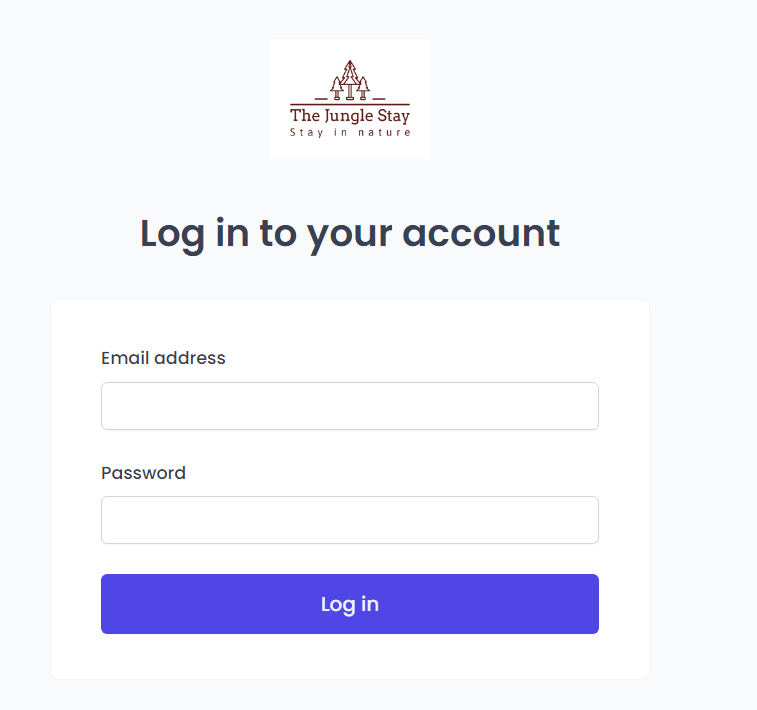 The Jungle Stay
Stay in nature
Log in to your account
Email address
Password
Log in